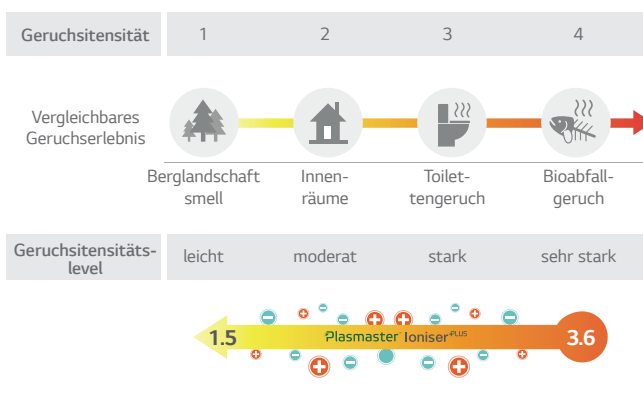 Geruchsitensität 1 2 3 4
Vergleichbares
Geruchserlebnis
Berglandschaft
smell
Innen-
räume
Toilet-
tengeruch
Bioabfall-
geruch
Geruchsitensitäts-
level
leicht moderat stark sehr stark
1.5 Plasmaster™ Ioniser PLUS 3.6